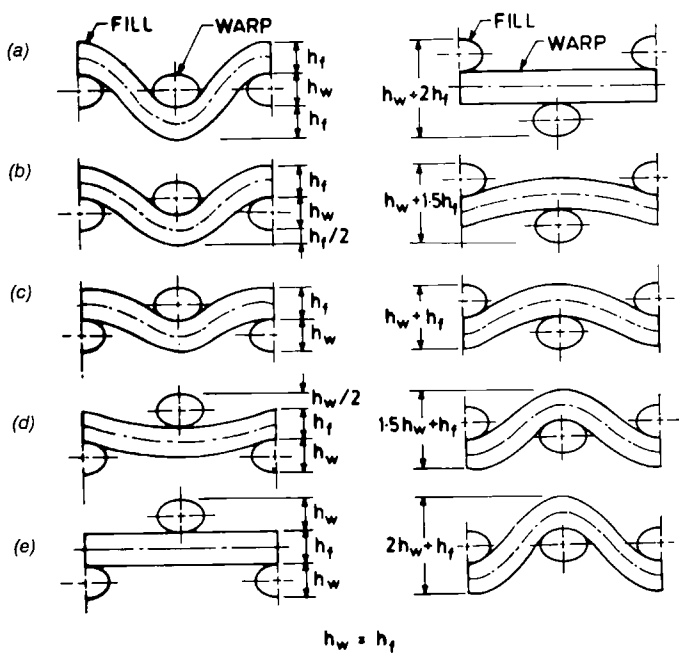 (a)
FILL
WARP
h_f
h_w
h_f
FILL
WARP
h_w + 2h_f
(b)
h_f
h_w
h_f/2
h_w + 1·5h_f
(c)
h_f
h_w
h_w + h_f
(d)
h_w/2
h_f
h_w
1·5h_w + h_f
(e)
h_w
h_f
h_w
2h_w + h_f
h_w = h_f